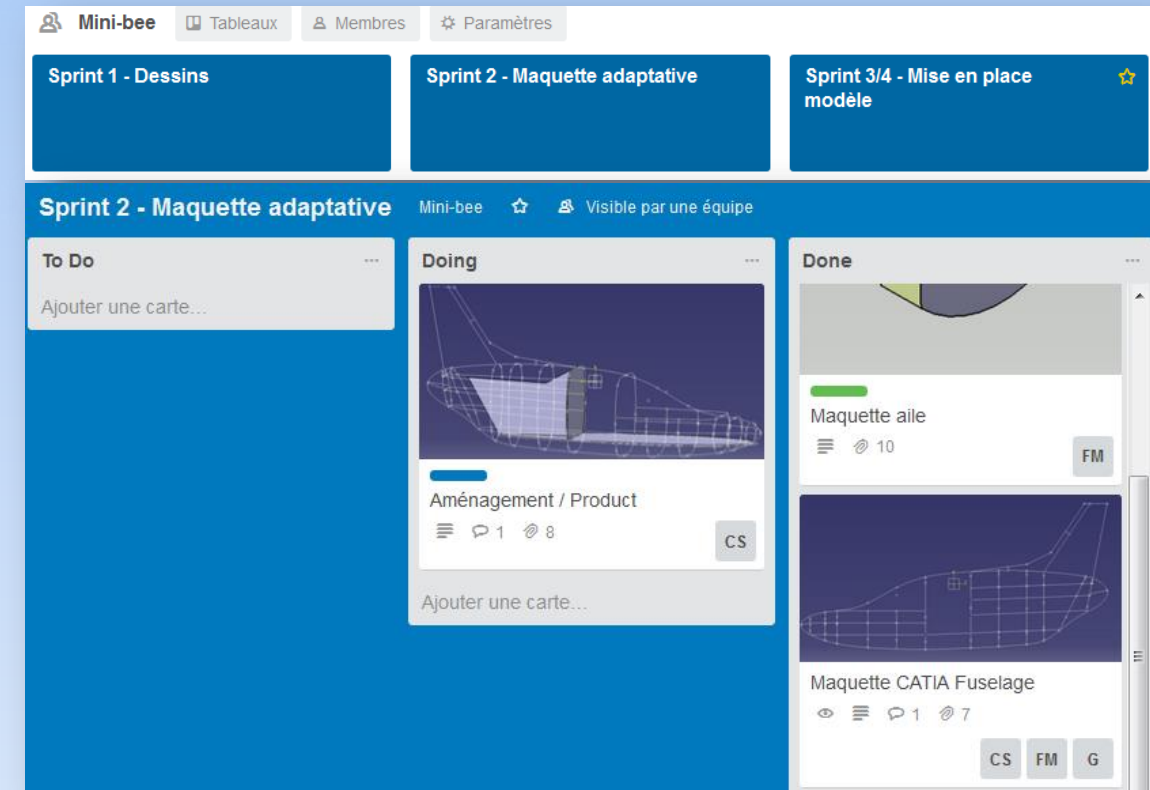 Mini-bee Tableaux Membres Paramètres
Sprint 1 - Dessins
Sprint 2 - Maquette adaptative
Sprint 3/4 - Mise en place
modèle
Sprint 2 - Maquette adaptative Mini-bee Visible par une équipe
To Do
Ajouter une carte...
Doing
Aménagement / Product
1 8
CS
Ajouter une carte...
Done
Maquette aile
10
FM
Maquette CATIA Fuselage
1 7
CS FM G